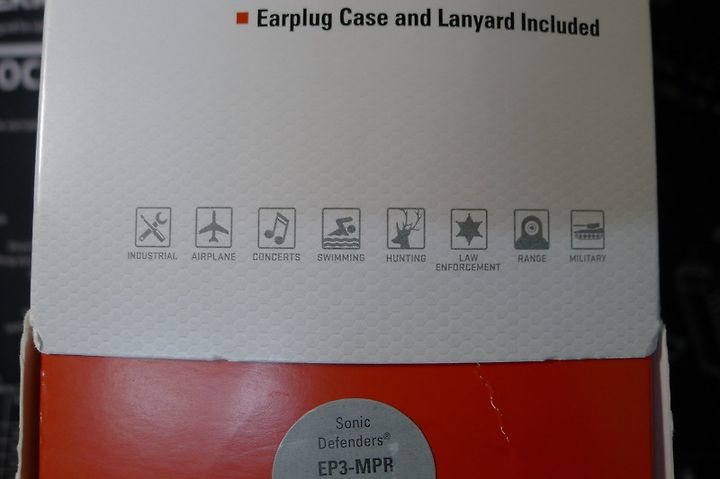 Earplug Case and Lanyard Included
INDUSTRIAL AIRPLANE CONCERTS SWIMMING HUNTING LAW ENFORCEMENT RANGE MILITARY
Sonic
Defenders®
EP3-MPR